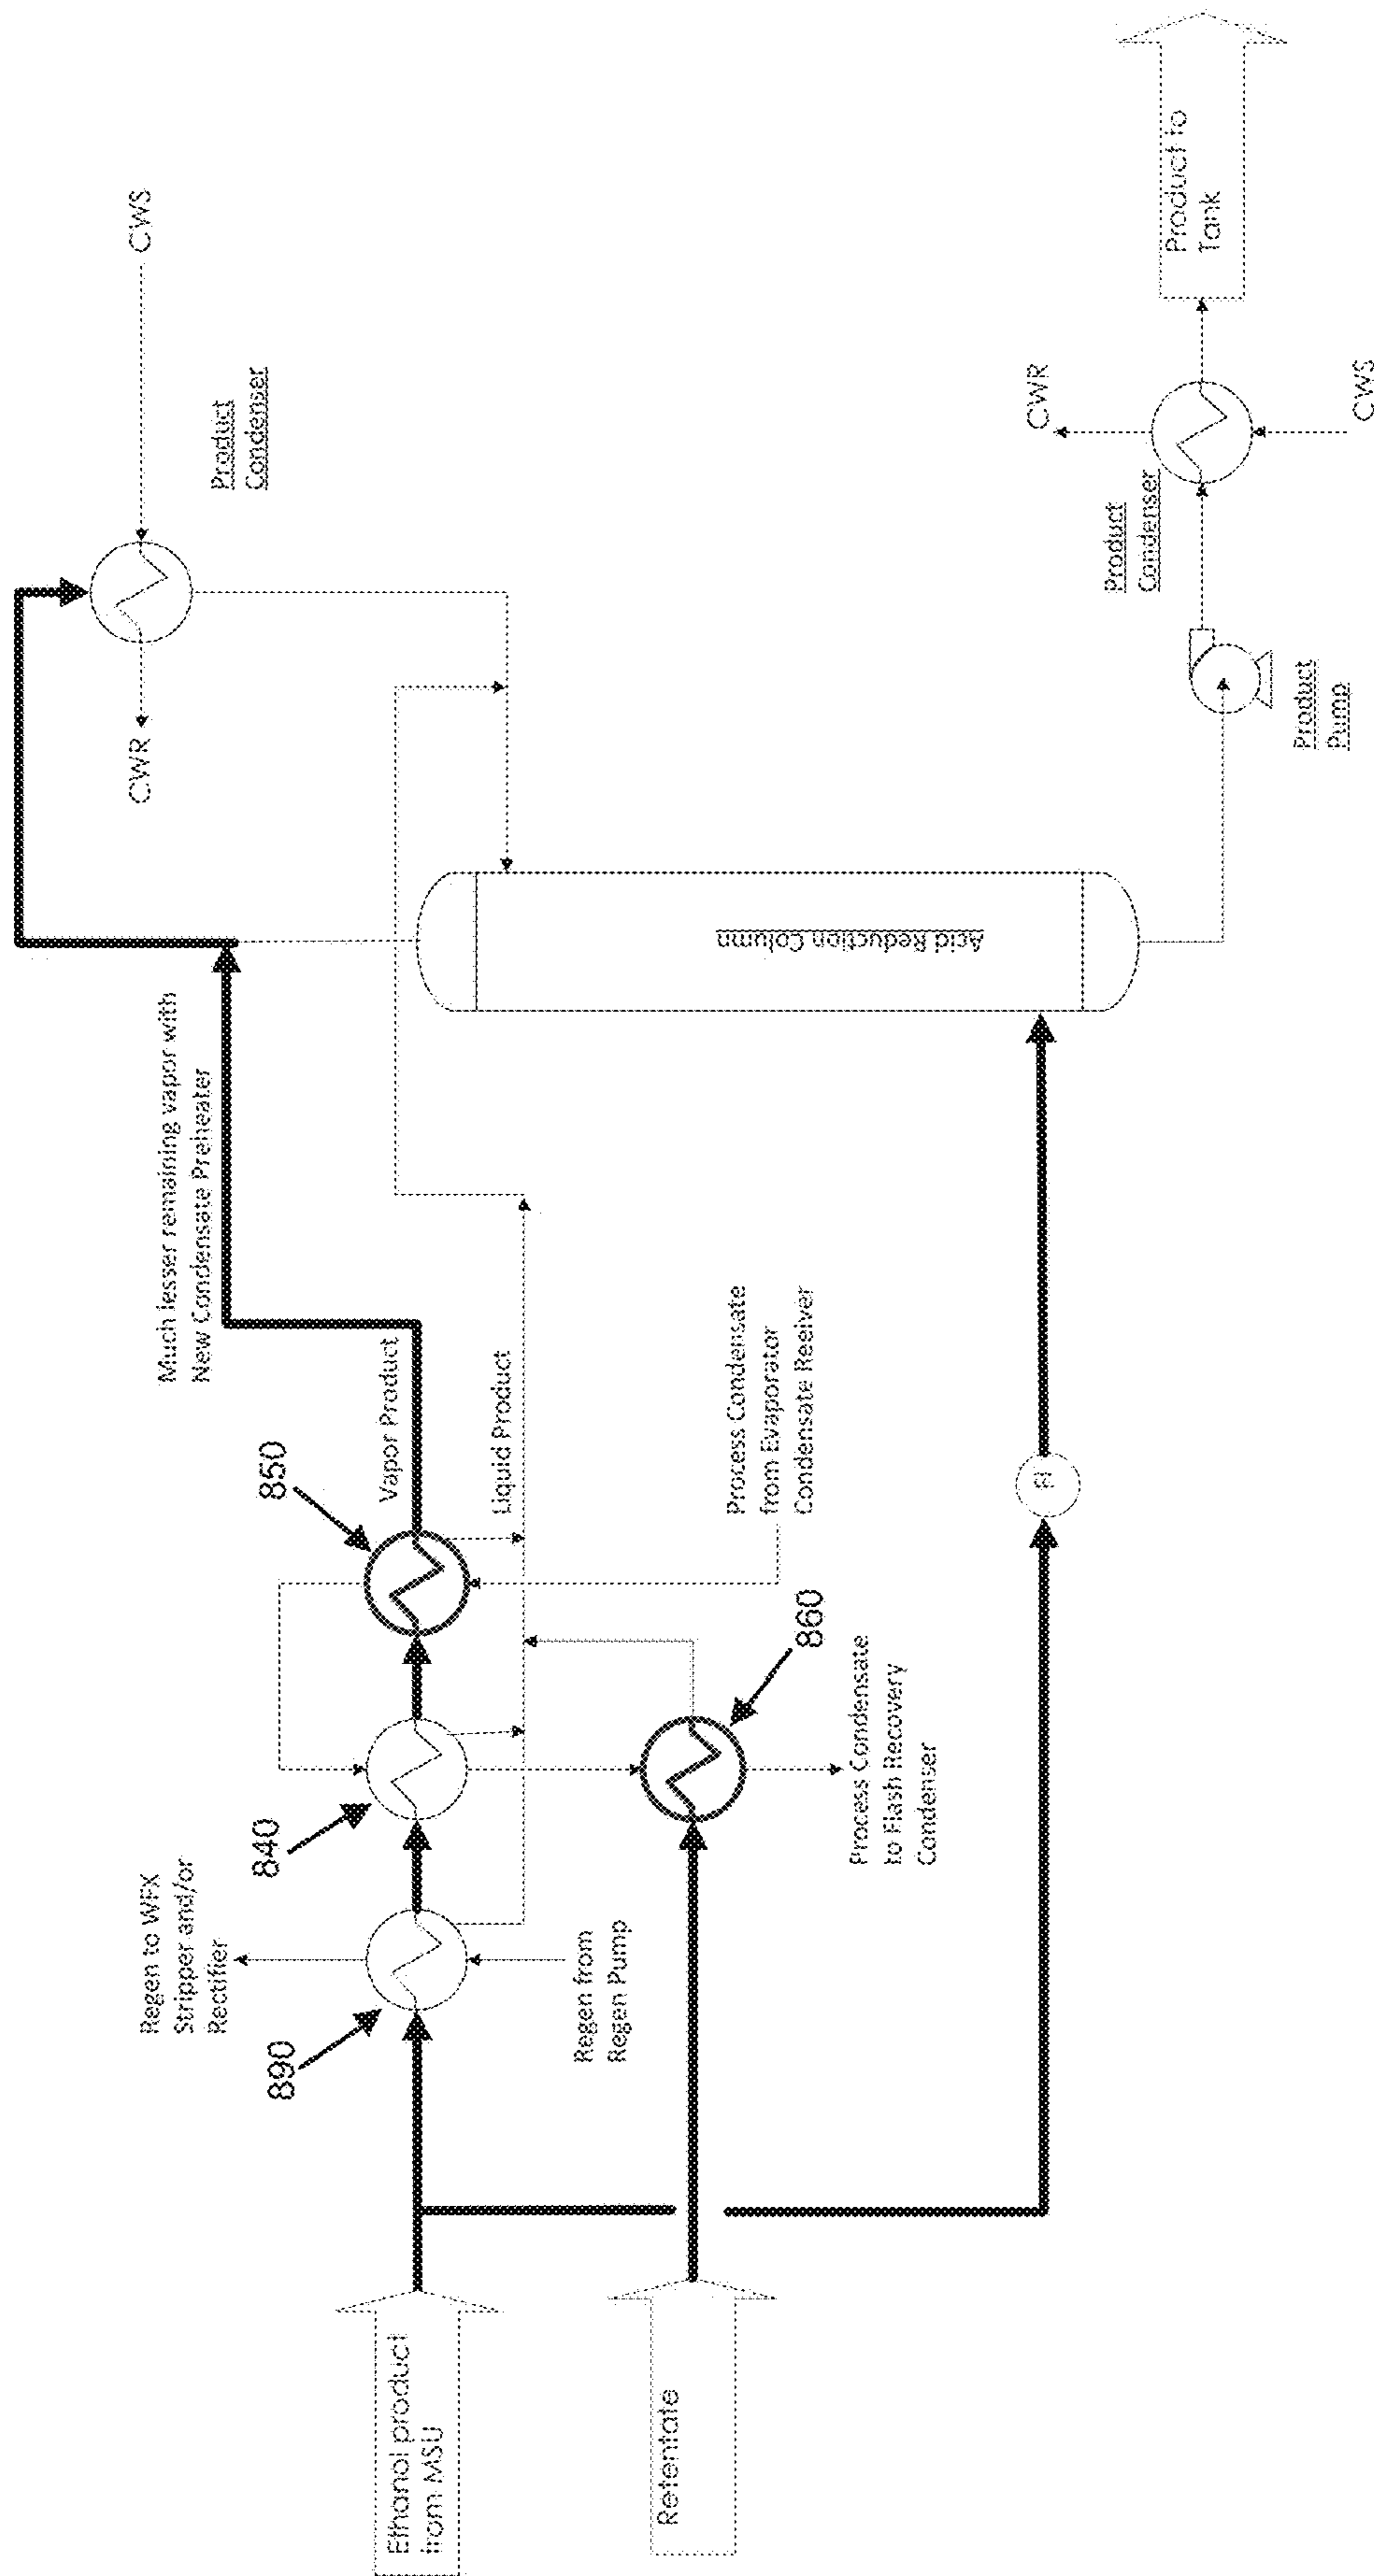 Ethanol product
from MSU
Retentate
890
Regen to WFX
Stripper and/or
Rectifier
Regen from
Regen Pump
840
850
860
Process Condensate
to Flash Recovery
Condenser
Process Condensate
from Evaporator
Condensate Reeiver
Vapor Product
Liquid Product
Much lesser remaining vapor with
New Condensate Preheater
Acid Reduction Column
CWR
CWS
Product
Condenser
Product
Pump
Product
Condenser
CWR
CWS
Product to
Tank